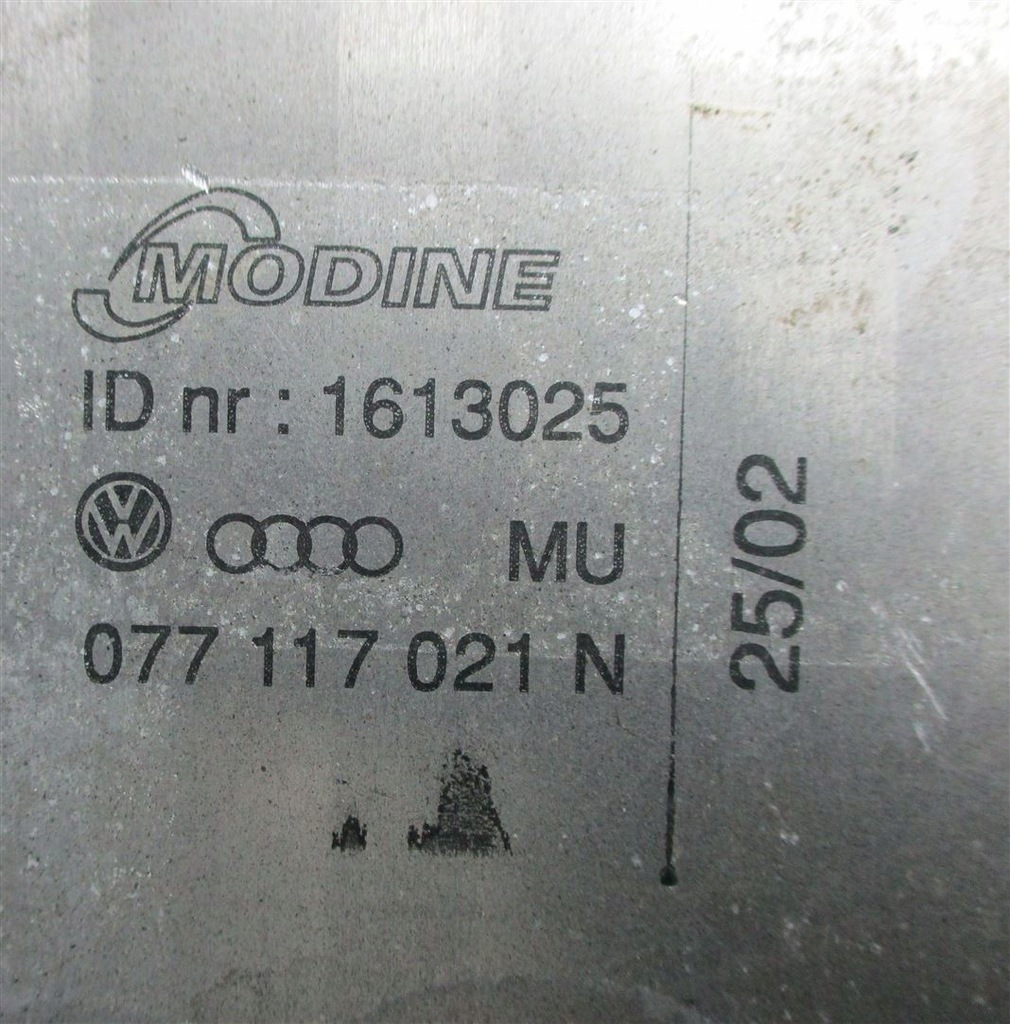 MODINE
ID nr : 1613025
MU
077 117 021 N
25/02